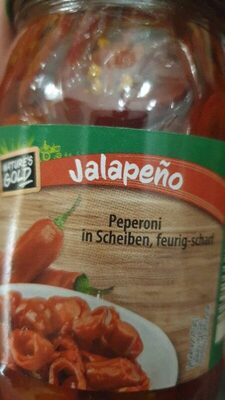 NATURE'S
GOLD
Jalapeño
Peperoni
in Scheiben, feurig-scharf